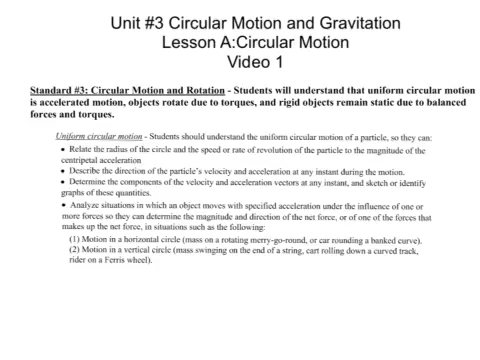 Unit #3 Circular Motion and Gravitation
Lesson A:Circular Motion
Video 1
Standard #3: Circular Motion and Rotation - Students will understand that uniform circular motion
is accelerated motion, objects rotate due to torques, and rigid objects remain static due to balanced
forces and torques.
Uniform circular motion - Students should understand the uniform circular motion of a particle, so they can:
• Relate the radius of the circle and the speed or rate of revolution of the particle to the magnitude of the
centripetal acceleration
• Describe the direction of the particle's velocity and acceleration at any instant during the motion.
• Determine the components of the velocity and acceleration vectors at any instant, and sketch or identify
graphs of these quantities.
• Analyze situations in which an object moves with specified acceleration under the influence of one or
more forces so they can determine the magnitude and direction of the net force, or of one of the forces that
makes up the net force, in situations such as the following:
(1) Motion in a horizontal circle (mass on a rotating merry-go-round, or car rounding a banked curve).
(2) Motion in a vertical circle (mass swinging on the end of a string, cart rolling down a curved track,
rider on a Ferris wheel).